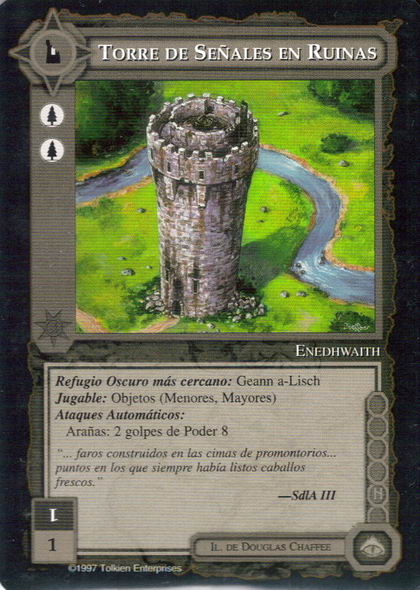 TORRE DE SEÑALES EN RUINAS
ENEDHWAITH
Refugio Oscuro más cercano: Geann a-Lisch
Jugable: Objetos (Menores, Mayores)
Ataques Automáticos:
Arañas: 2 golpes de Poder 8
"... faros construidos en las cimas de promontorios...
puntos en los que siempre había listos caballos
frescos."
—SdlA III
1
IL. DE DOUGLAS CHAFFEE
©1997 Tolkien Enterprises